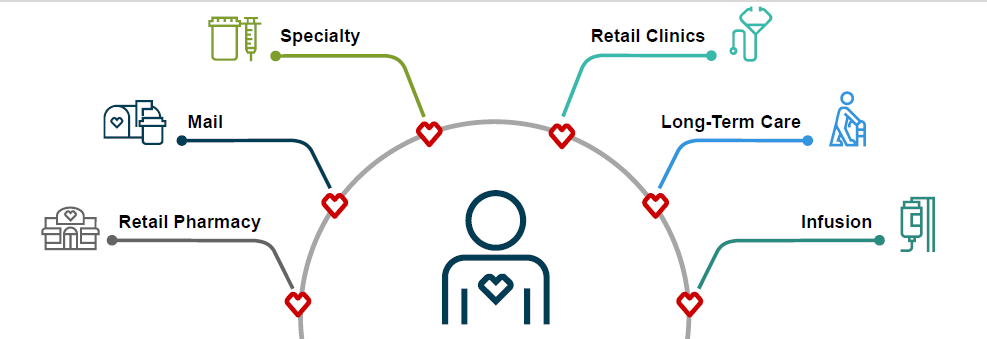 Specialty
Retail Clinics
Mail
Long-Term Care
Retail Pharmacy
Infusion